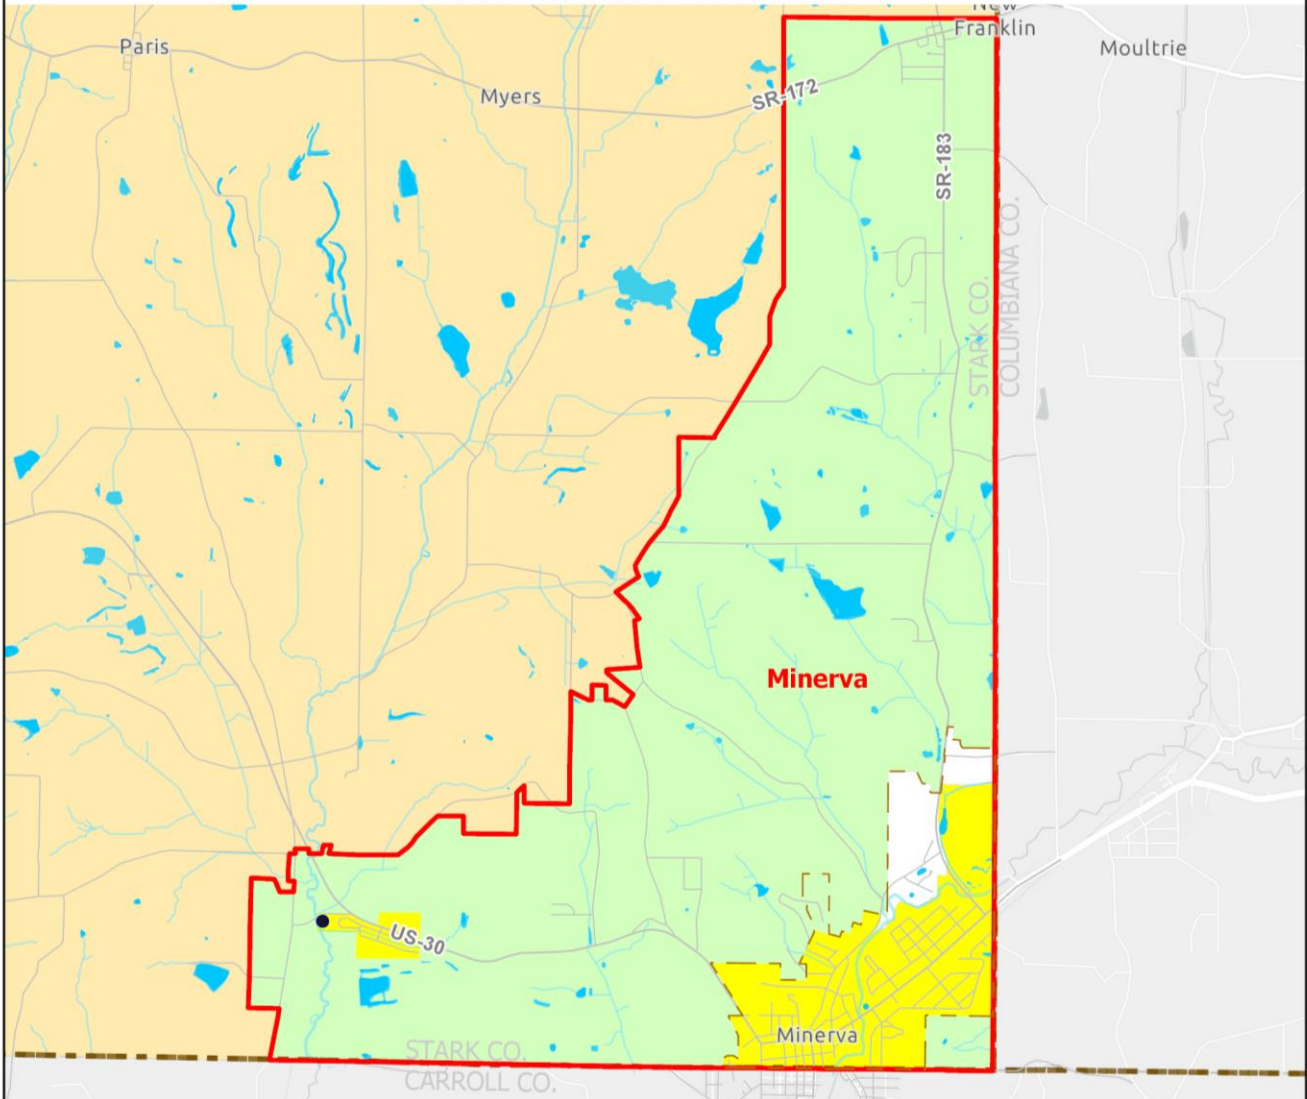 New
Franklin
Paris
Moultrie
Myers
SR-172
SR-183
STARK CO.
COLUMBIANA CO.
Minerva
US-30
Minerva
STARK CO.
CARROLL CO.